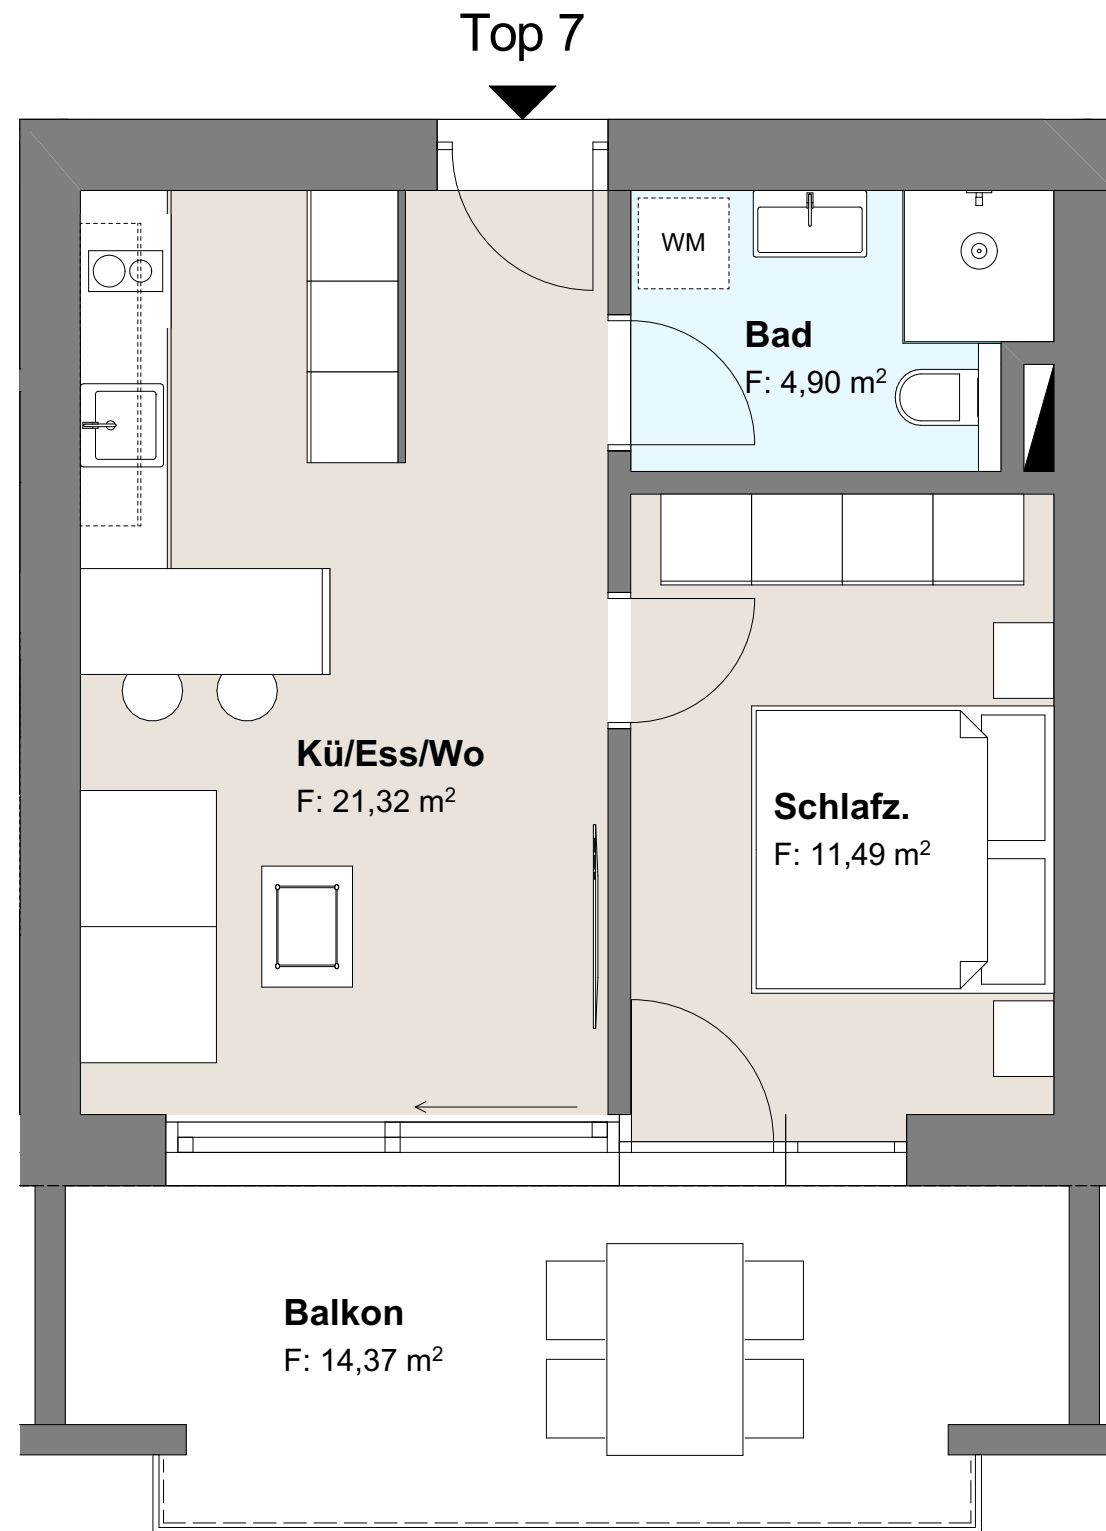 Top 7
WM
Bad
F: 4,90 m²
Kü/Ess/Wo
F: 21,32 m²
Schlafz.
F: 11,49 m²
Balkon
F: 14,37 m²